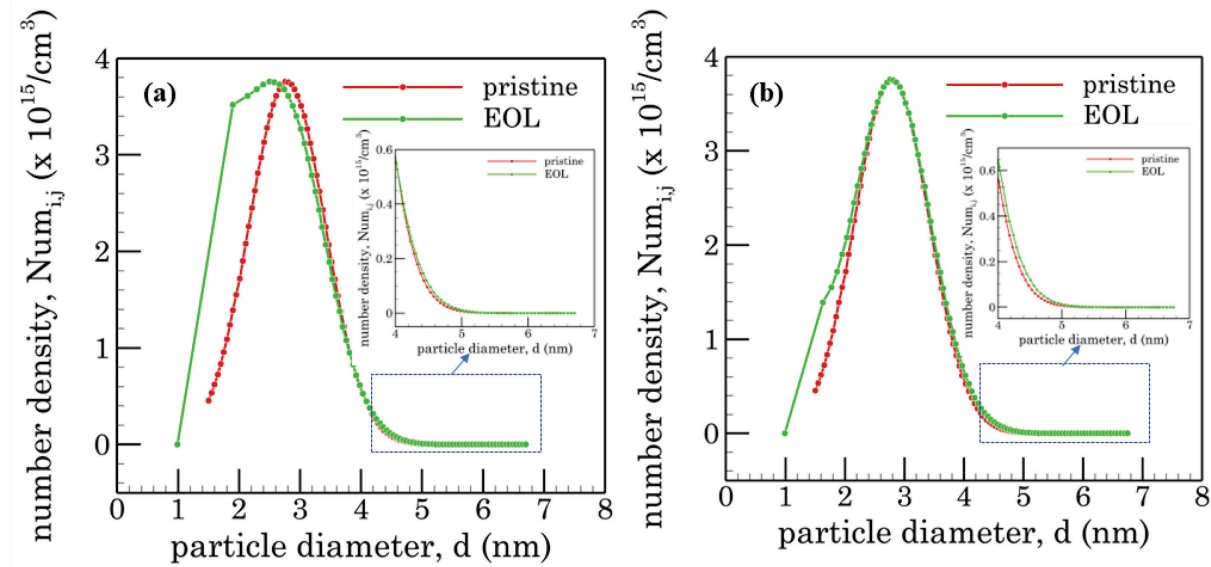 number density, Num_{i,j} (x 10^{15}/cm^3)
4
3
2
1
0
(a)
pristine
EOL
number density, Num_{i,j} (x 10^{15}/cm^3)
0.6
0.4
0.2
0
pristine
EOL
4 5 6 7
particle diameter, d (nm)
0 1 2 3 4 5 6 7 8
particle diameter, d (nm)
number density, Num_{i,j} (x 10^{15}/cm^3)
4
3
2
1
0
(b)
pristine
EOL
number density, Num_{i,j} (x 10^{15}/cm^3)
0.6
0.4
0.2
0
pristine
EOL
4 5 6 7
particle diameter, d (nm)
0 1 2 3 4 5 6 7 8
particle diameter, d (nm)